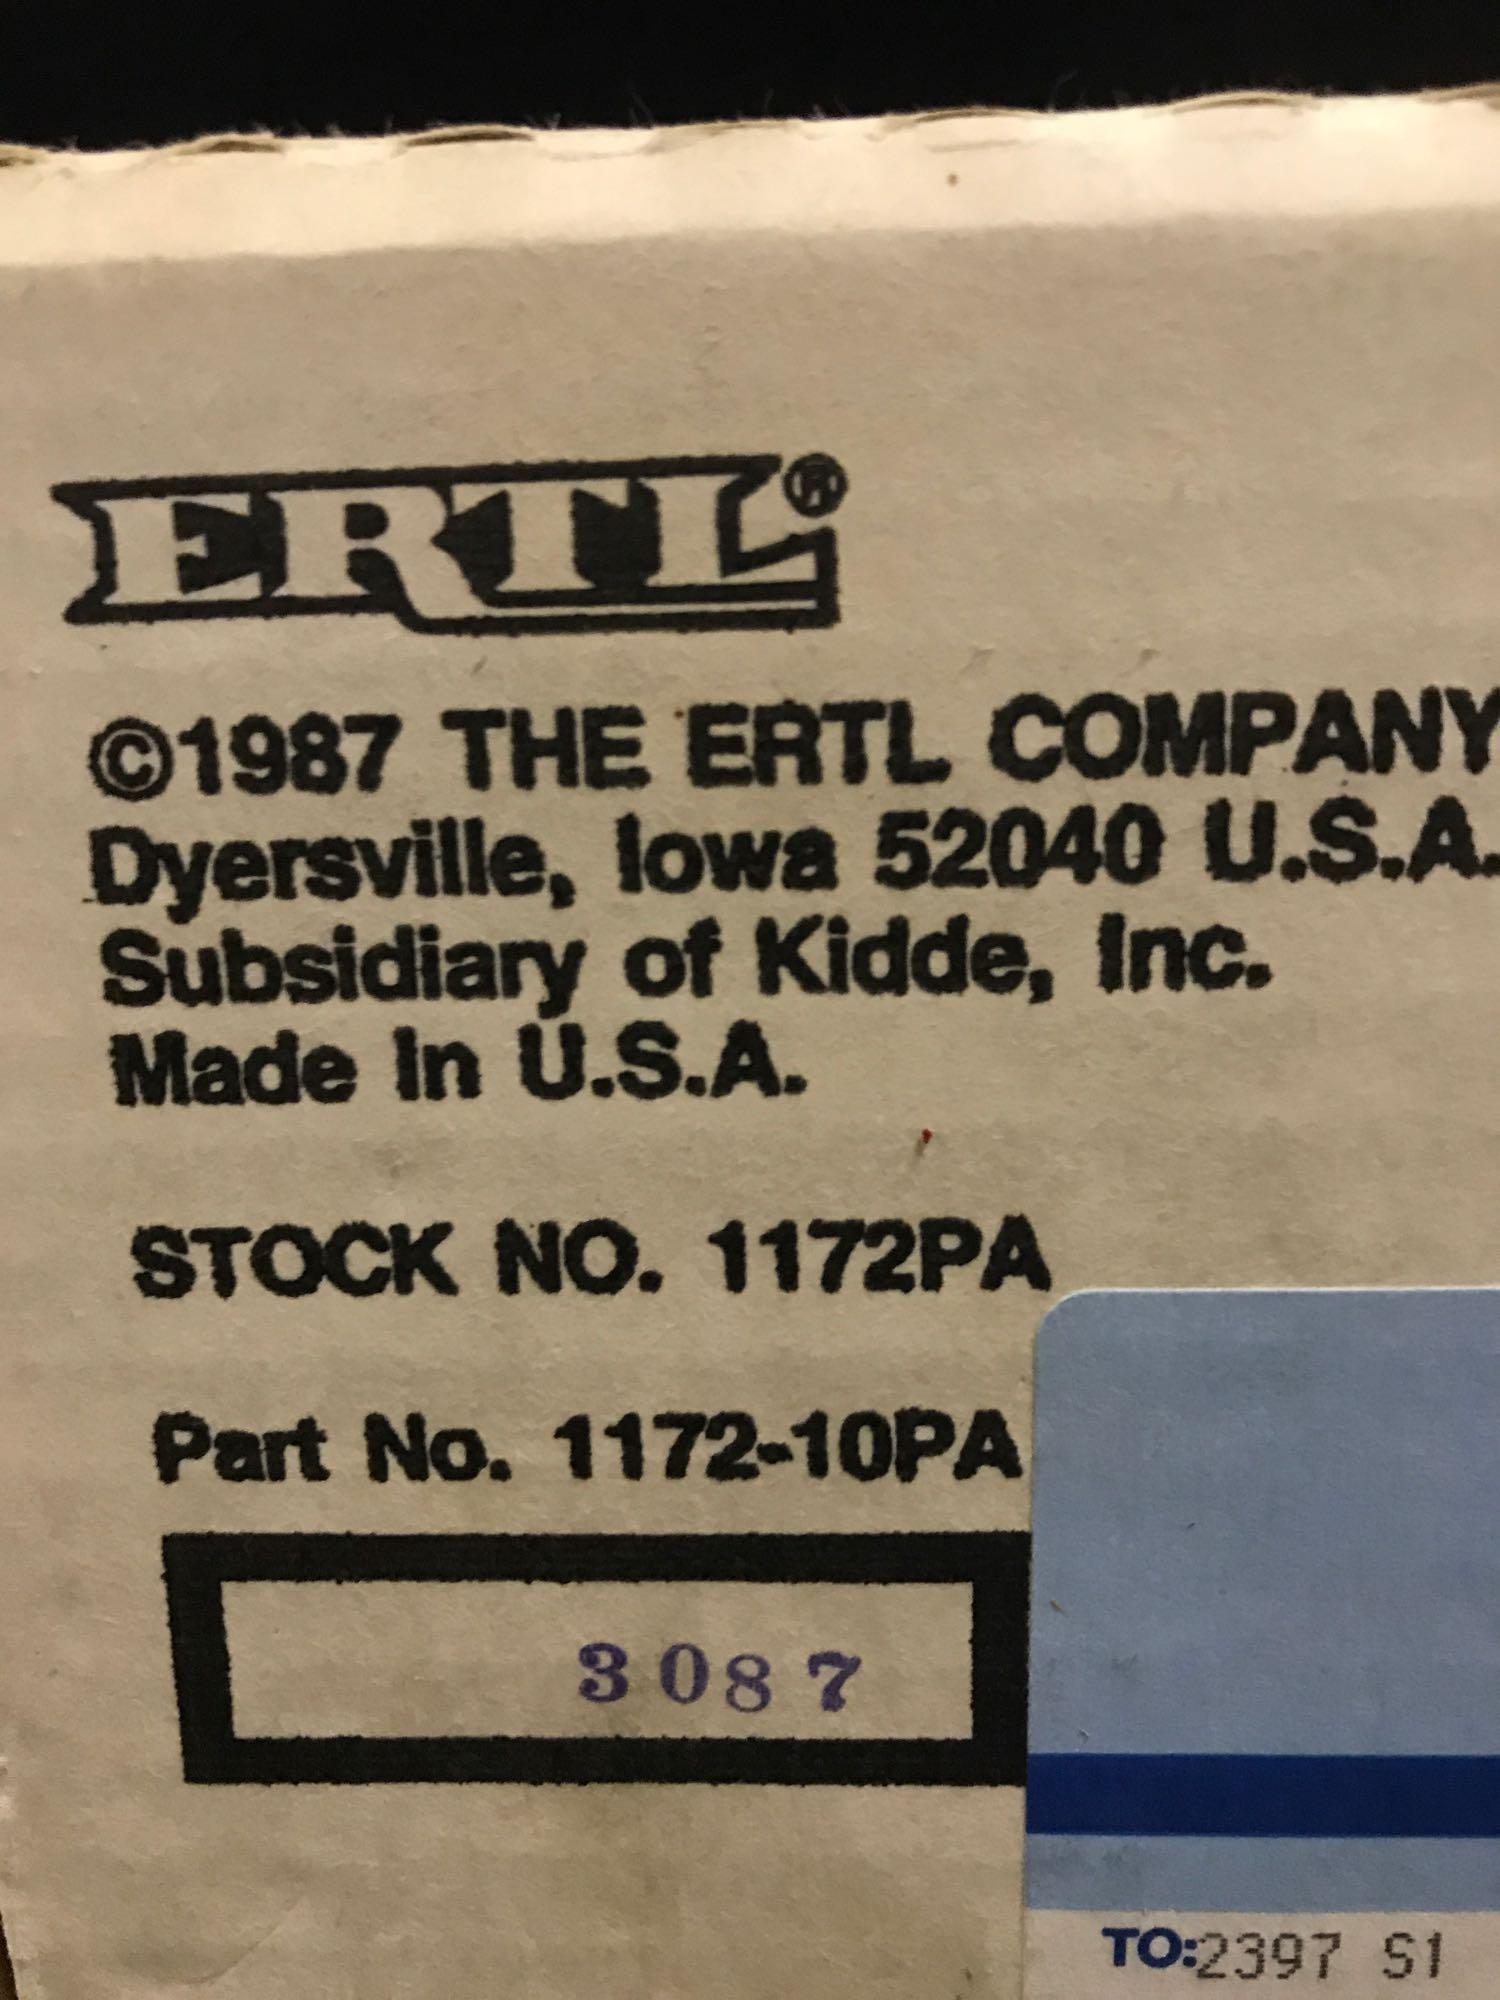 ERTL®
©1987 THE ERTL COMPANY
Dyersville, Iowa 52040 U.S.A.
Subsidiary of Kidde, Inc.
Made In U.S.A.
STOCK NO. 1172PA
Part No. 1172-10PA
3087
TO:2397 S1